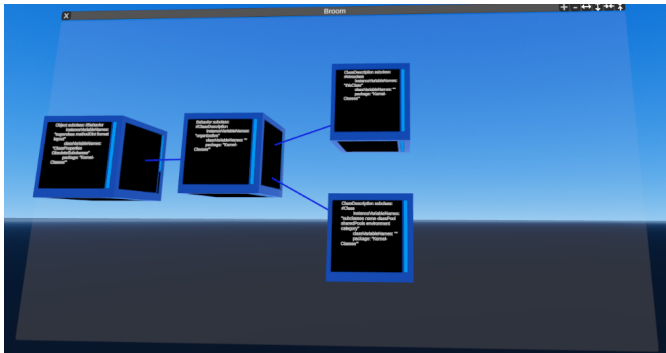 X
Broom
+ -
Object subclass: #Behavior
instanceVariableNames:
"superclass methodDict format
layout"
classVariableNames:
"ClassProperties
ObsoleteSubclasses"
package: "Kernel-
Classes"
Behavior subclass:
#ClassDescription
instanceVariableNames:
"organization"
classVariableNames: ""
package: "Kernel-
Classes"
ClassDescription subclass:
#Metaclass
instanceVariableNames:
"thisClass"
classVariableNames: ""
package: "Kernel-
Classes"
ClassDescription subclass:
#Class
instanceVariableNames:
"subclasses name classPool
sharedPools environment
category"
classVariableNames: ""
package: "Kernel-
Classes"